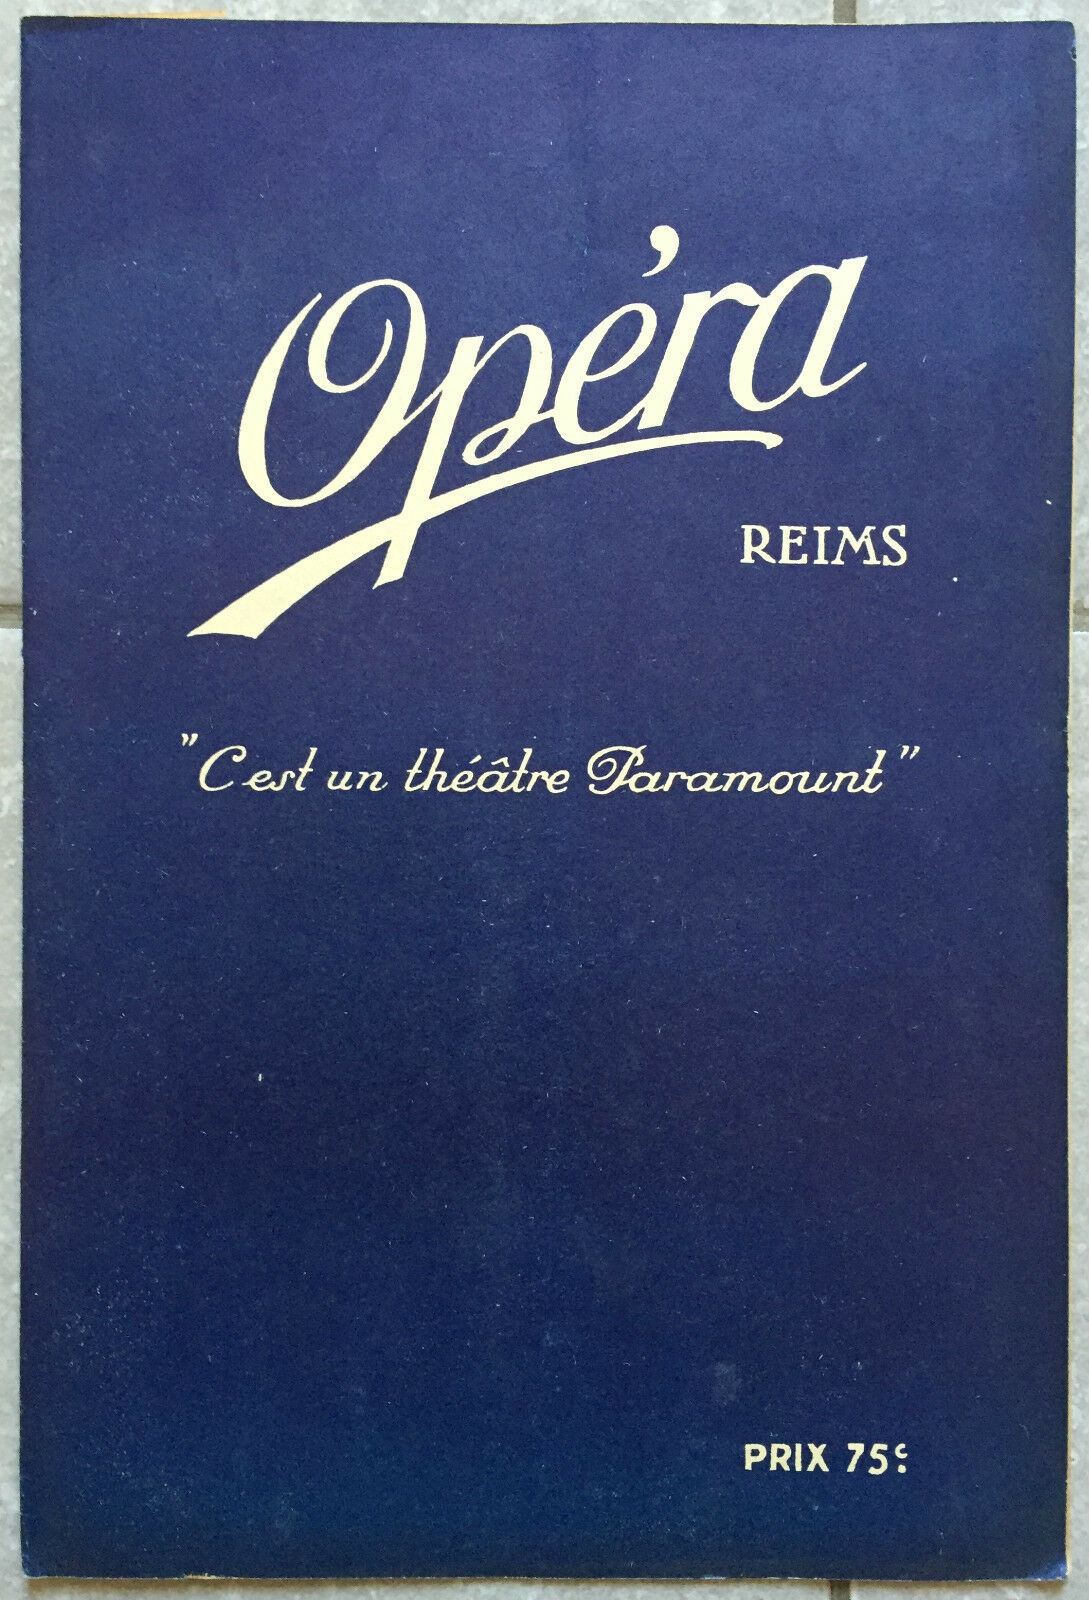 Opéra
REIMS
"C'est un théâtre Paramount"
PRIX 75c.